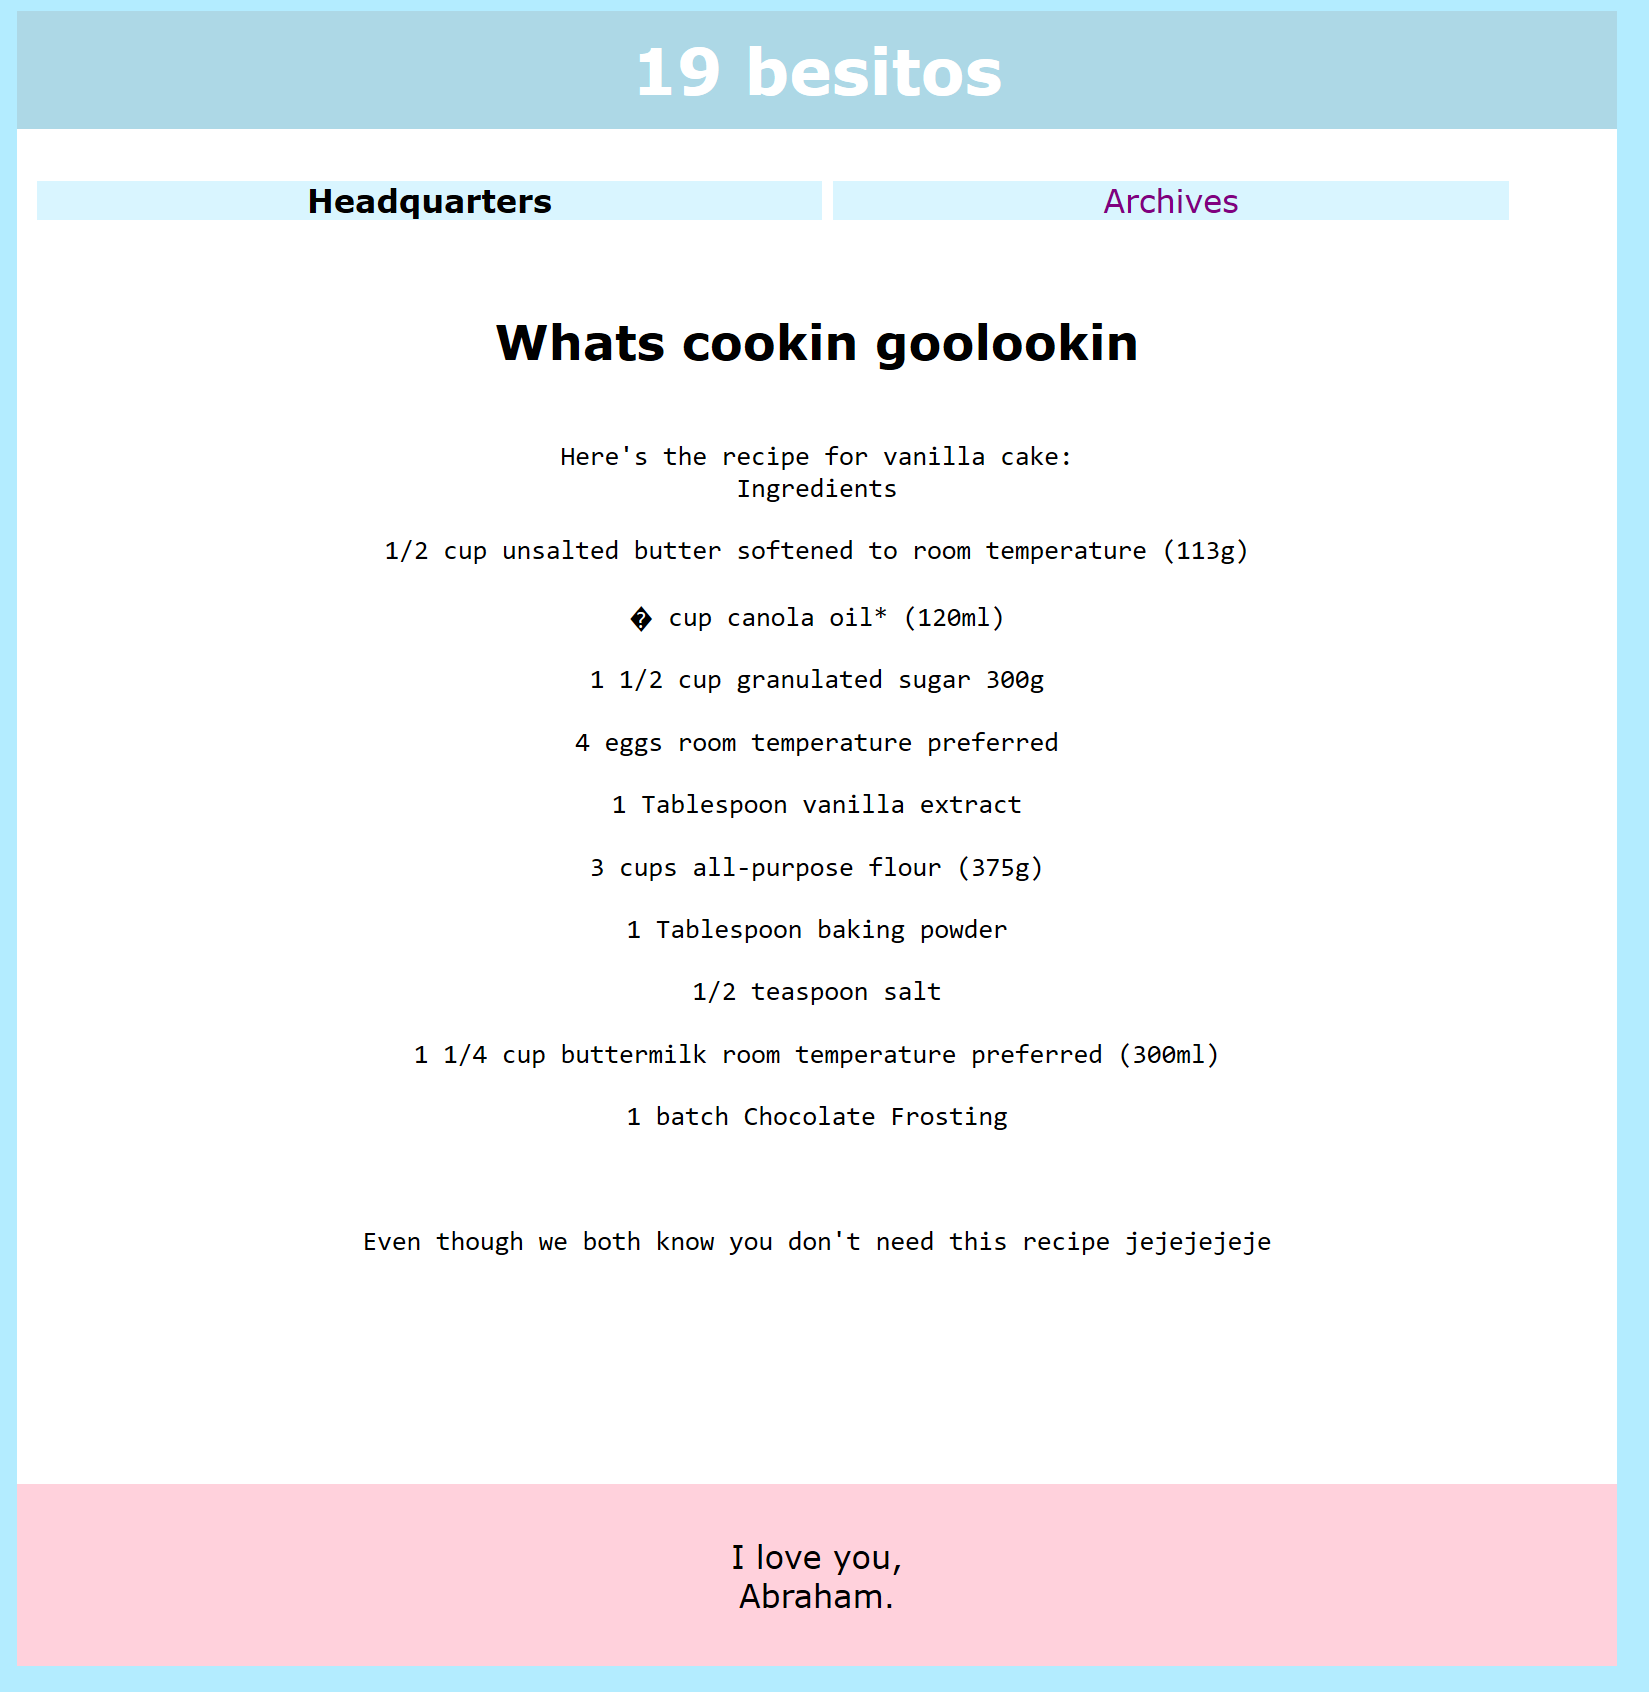 19 besitos
Headquarters
Archives
Whats cookin goolookin
Here's the recipe for vanilla cake:
Ingredients
1/2 cup unsalted butter softened to room temperature (113g)
� cup canola oil* (120ml)
1 1/2 cup granulated sugar 300g
4 eggs room temperature preferred
1 Tablespoon vanilla extract
3 cups all-purpose flour (375g)
1 Tablespoon baking powder
1/2 teaspoon salt
1 1/4 cup buttermilk room temperature preferred (300ml)
1 batch Chocolate Frosting
Even though we both know you don't need this recipe jejejejeje
I love you,
Abraham.